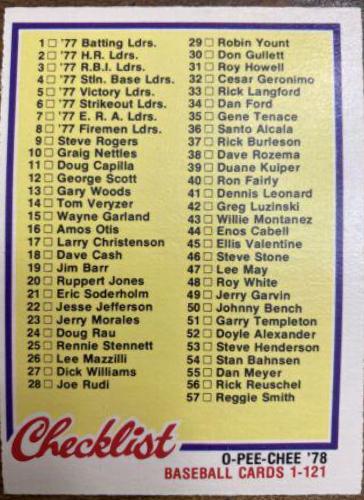 1 □ '77 Batting Ldrs.
2 □ '77 H.R. Ldrs.
3 □ '77 R.B.I. Ldrs.
4 □ '77 Stln. Base Ldrs.
5 □ '77 Victory Ldrs.
6 □ '77 Strikeout Ldrs.
7 □ '77 E. R. A. Ldrs.
8 □ '77 Firemen Ldrs.
9 □ Steve Rogers
10 □ Graig Nettles
11 □ Doug Capilla
12 □ George Scott
13 □ Gary Woods
14 □ Tom Veryzer
15 □ Wayne Garland
16 □ Amos Otis
17 □ Larry Christenson
18 □ Dave Cash
19 □ Jim Barr
20 □ Ruppert Jones
21 □ Eric Soderholm
22 □ Jesse Jefferson
23 □ Jerry Morales
24 □ Doug Rau
25 □ Rennie Stennett
26 □ Lee Mazzilli
27 □ Dick Williams
28 □ Joe Rudi
29 □ Robin Yount
30 □ Don Gullett
31 □ Roy Howell
32 □ Cesar Geronimo
33 □ Rick Langford
34 □ Dan Ford
35 □ Gene Tenace
36 □ Santo Alcala
37 □ Rick Burleson
38 □ Dave Rozema
39 □ Duane Kuiper
40 □ Ron Fairly
41 □ Dennis Leonard
42 □ Greg Luzinski
43 □ Willie Montanez
44 □ Enos Cabell
45 □ Ellis Valentine
46 □ Steve Stone
47 □ Lee May
48 □ Roy White
49 □ Jerry Garvin
50 □ Johnny Bench
51 □ Garry Templeton
52 □ Doyle Alexander
53 □ Steve Henderson
54 □ Stan Bahnsen
55 □ Dan Meyer
56 □ Rick Reuschel
57 □ Reggie Smith
Checklist
O-PEE-CHEE '78
BASEBALL CARDS 1-121